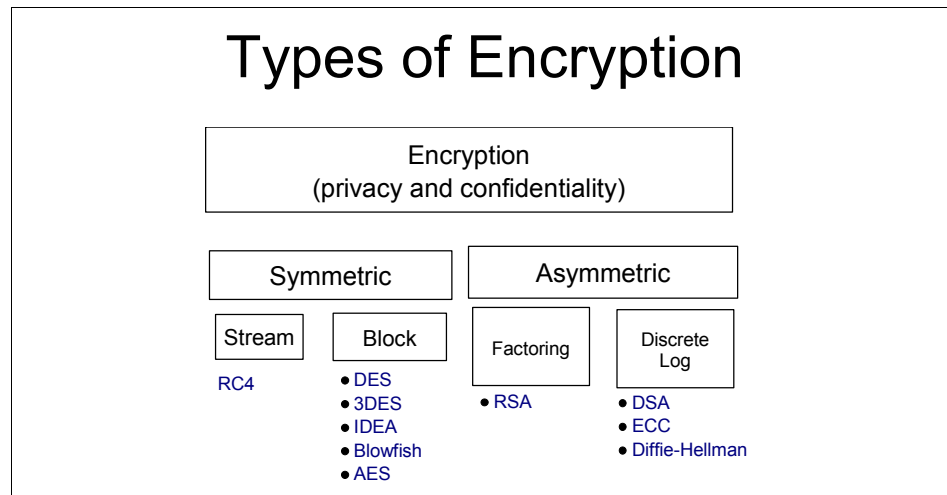 Types of Encryption
Encryption
(privacy and confidentiality)
Symmetric
Asymmetric
Stream
Block
Factoring
Discrete
Log
RC4
• DES
• 3DES
• IDEA
• Blowfish
• AES
• RSA
• DSA
• ECC
• Diffie-Hellman